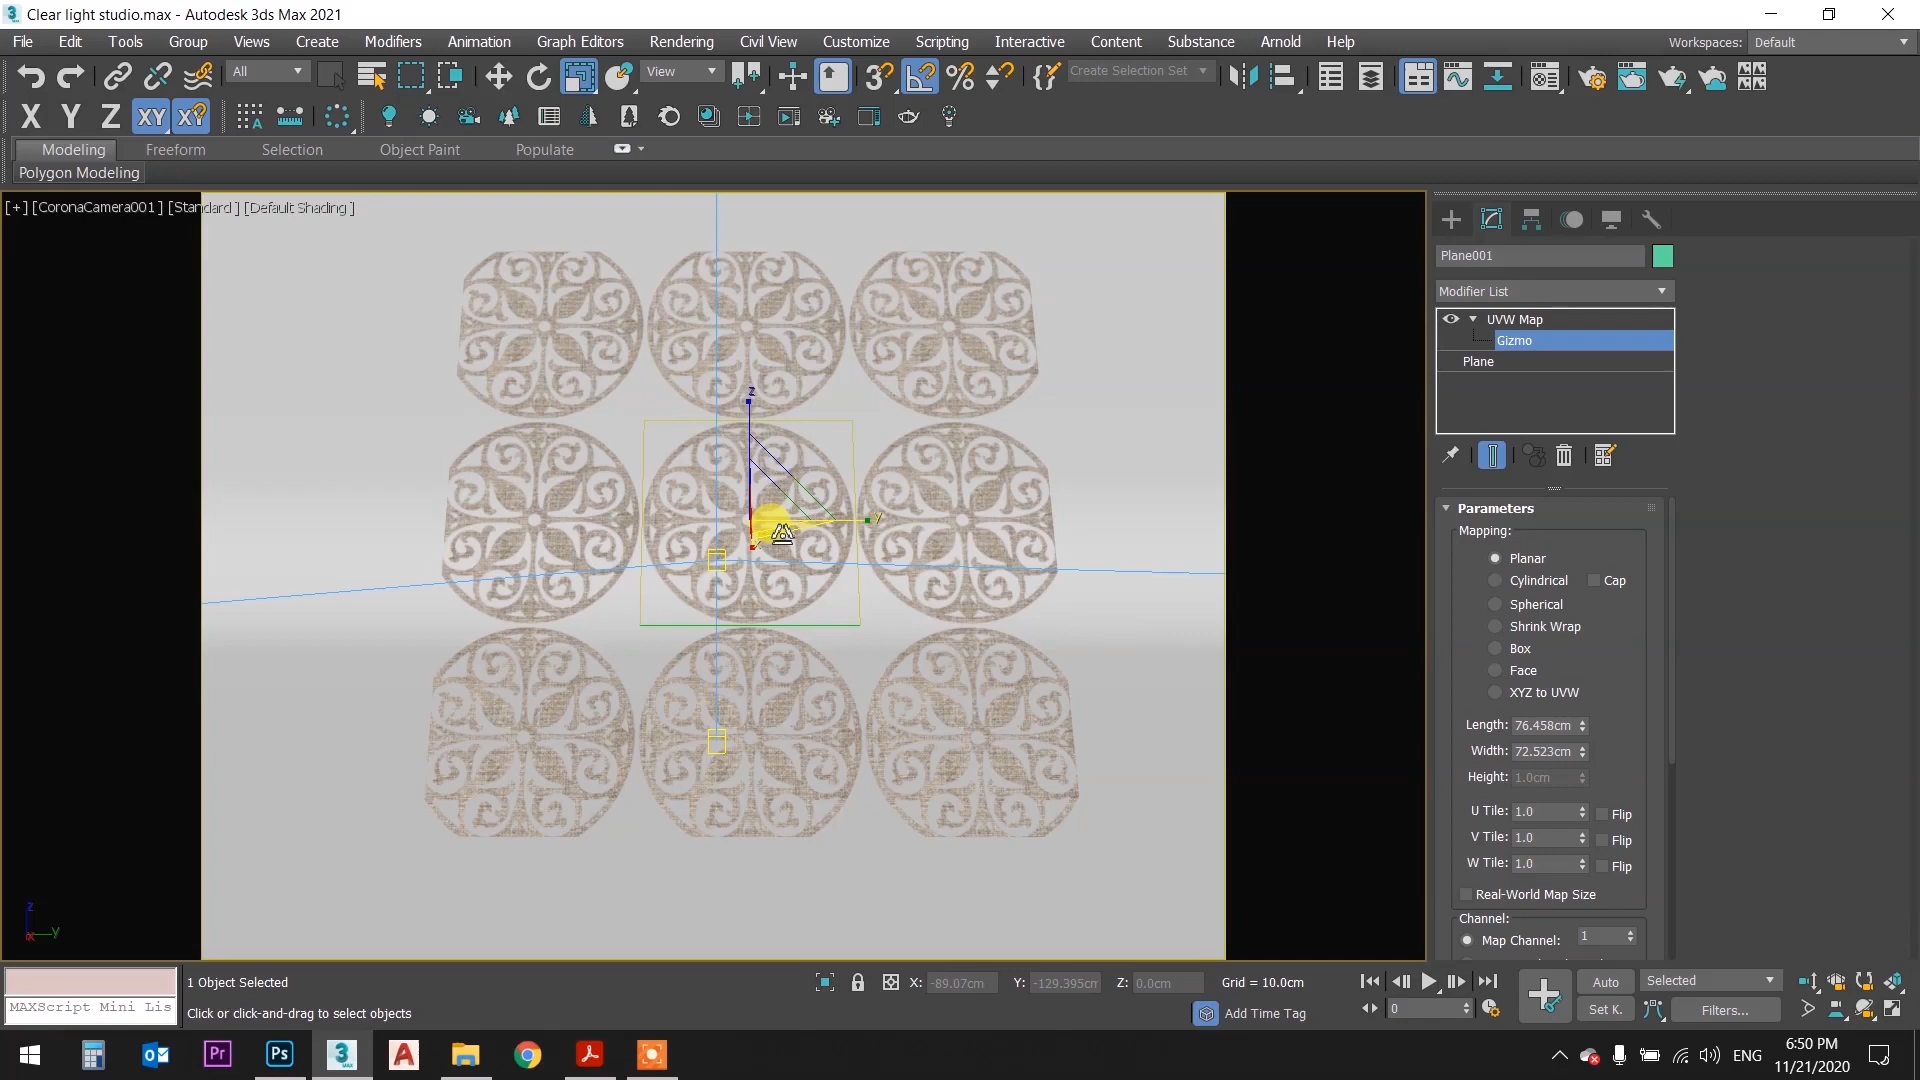 Clear light studio.max - Autodesk 3ds Max 2021
File Edit Tools Group Views Create Modifiers Animation Graph Editors Rendering Civil View Customize Scripting Interactive Content Substance Arnold Help Workspaces: Default
All View 3 Create Selection Set
X Y Z XY XY
Modeling Freeform Selection Object Paint Populate
Polygon Modeling
[+] [CoronaCamera001] [Standard] [Default Shading]
Plane001
Modifier List
UVW Map
Gizmo
Plane
z
y
Parameters
Mapping:
Planar
Cylindrical Cap
Spherical
Shrink Wrap
Box
Face
XYZ to UVW
Length: 76.458cm
Width: 72.523cm
Height: 1.0cm
U Tile: 1.0 Flip
V Tile: 1.0 Flip
W Tile: 1.0 Flip
Real-World Map Size
Channel:
Map Channel: 1
z
x y
1 Object Selected X: -89.07cm Y: -129.395cm Z: 0.0cm Grid = 10.0cm Auto Selected
MAXScript Mini Lis Click or click-and-drag to select objects Add Time Tag 0 Set K. Filters...
Pr Ps 3 MAX A ENG 6:50 PM
11/21/2020